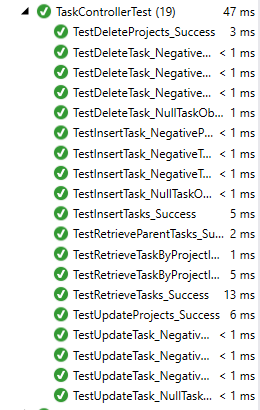 TaskControllerTest (19) 47 ms
TestDeleteProjects_Success 3 ms
TestDeleteTask_Negative... < 1 ms
TestDeleteTask_Negative... < 1 ms
TestDeleteTask_Negative... < 1 ms
TestDeleteTask_NullTaskOb... < 1 ms
TestInsertTask_NegativeP... < 1 ms
TestInsertTask_NegativeT... < 1 ms
TestInsertTask_NegativeT... < 1 ms
TestInsertTask_NullTaskO... < 1 ms
TestInsertTasks_Success 5 ms
TestRetrieveParentTasks_Su... 2 ms
TestRetrieveTaskByProjectI... 1 ms
TestRetrieveTaskByProjectI... 5 ms
TestRetrieveTasks_Success 13 ms
TestUpdateProjects_Success 6 ms
TestUpdateTask_Negativ... < 1 ms
TestUpdateTask_Negativ... < 1 ms
TestUpdateTask_Negativ... < 1 ms
TestUpdateTask_NullTask... < 1 ms